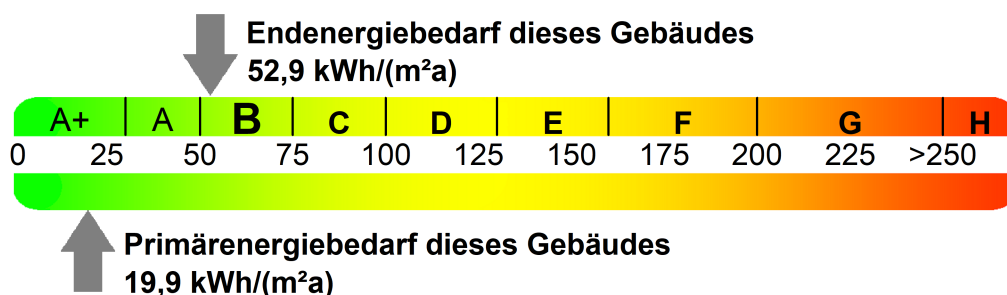 Endenergiebedarf dieses Gebäudes
52,9 kWh/(m²a)
A+ A B C D E F G H
0 25 50 75 100 125 150 175 200 225 >250
Primärenergiebedarf dieses Gebäudes
19,9 kWh/(m²a)